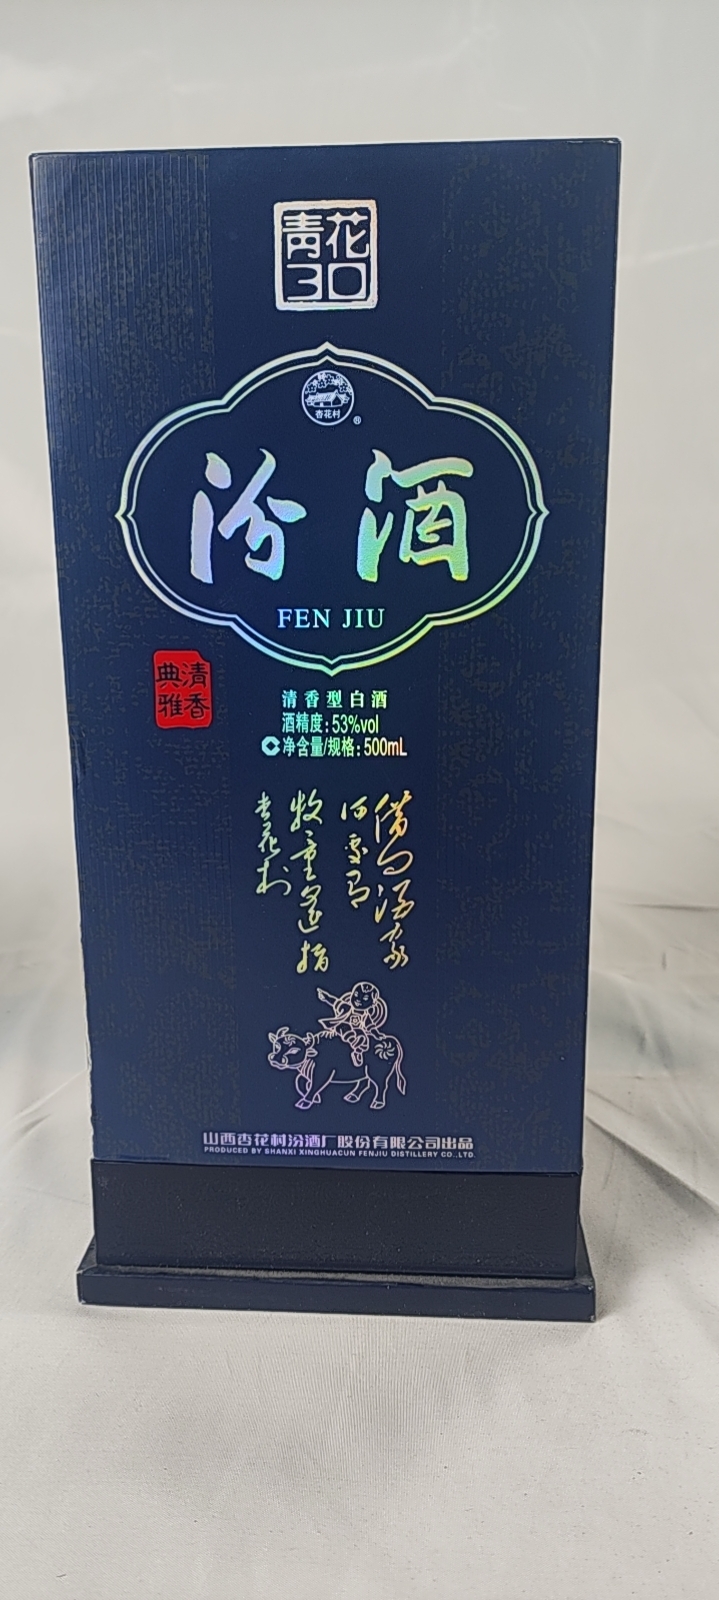 青花
30
杏花村
®
汾酒
FEN JIU
清香
典雅
清香型白酒
酒精度:53%vol
净含量/规格:500mL
借问酒家
何处有
牧童遥指
杏花村
山西杏花村汾酒厂股份有限公司出品
PRODUCED BY SHANXI XINGHUACUN FENJIU DISTILLERY CO.,LTD.